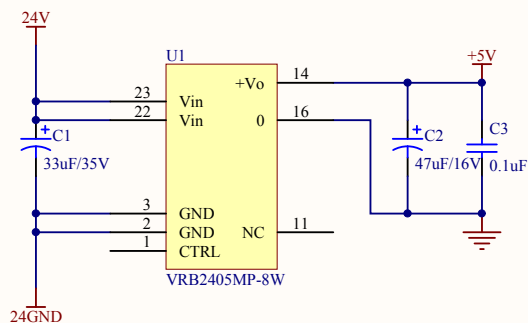 24V
U1
+5V
+Vo 14
23 Vin
22 Vin
0 16
C1
33uF/35V
C2
47uF/16V
C3
0.1uF
3 GND
2 GND
1 CTRL
NC 11
VRB2405MP-8W
24GND